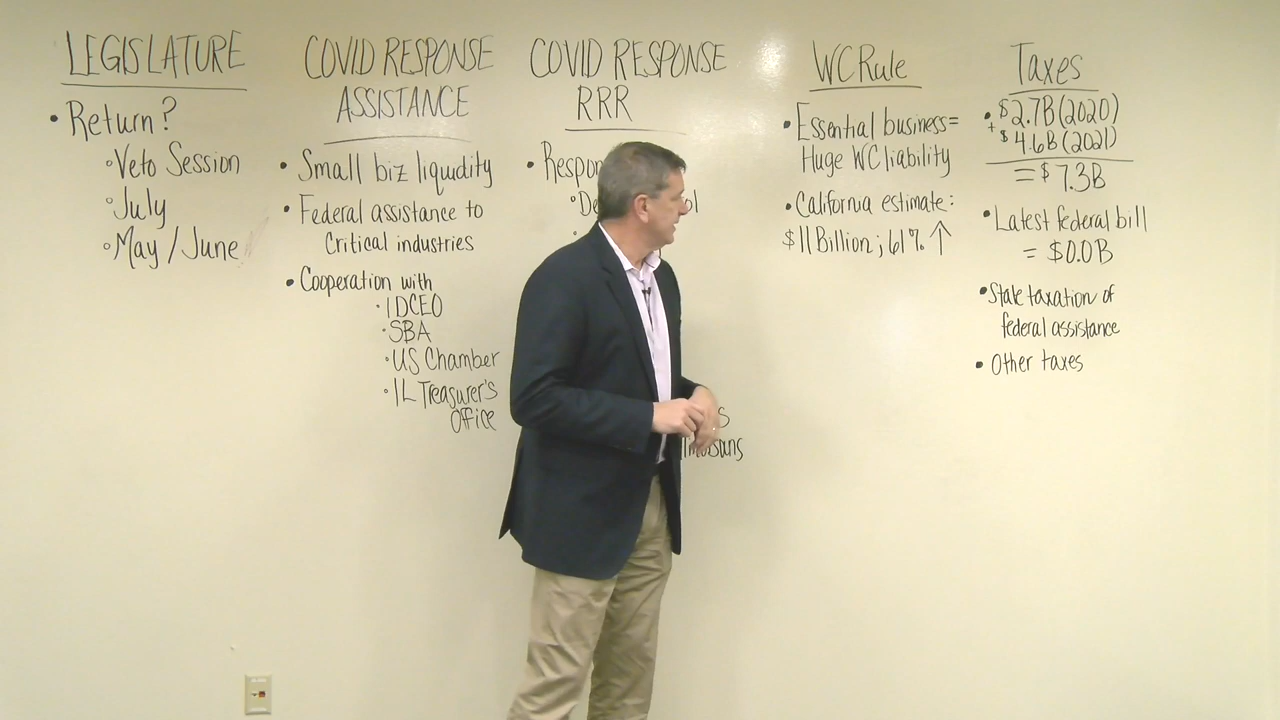 LEGISLATURE
• Return?
◦ Veto Session
◦ July
◦ May/June
COVID RESPONSE
ASSISTANCE
• Small biz liquidity
• Federal assistance to
Critical industries
• Cooperation with
◦ IDCEO
◦ SBA
◦ US Chamber
◦ IL Treasurer's
Office
COVID RESPONSE
RRR
WC Rule
• Essential business=
Huge WC liability
• California estimate:
$11 Billion; 61% ↑
Taxes
• $2.7B (2020)
+ $4.6B (2021)
= $7.3B
• Latest federal bill
= $0.0B
• State taxation of
federal assistance
• Other taxes